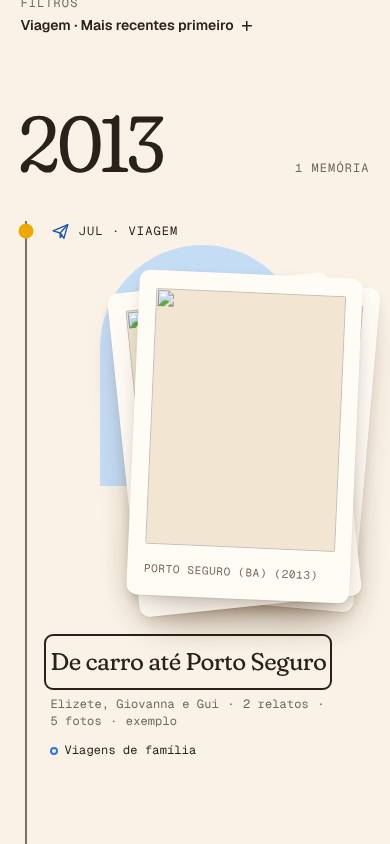 FILTROS
Viagem · Mais recentes primeiro +
2013
1 MEMÓRIA
JUL · VIAGEM
PORTO SEGURO (BA) (2013)
De carro até Porto Seguro
Elizete, Giovanna e Gui · 2 relatos ·
5 fotos · exemplo
Viagens de família